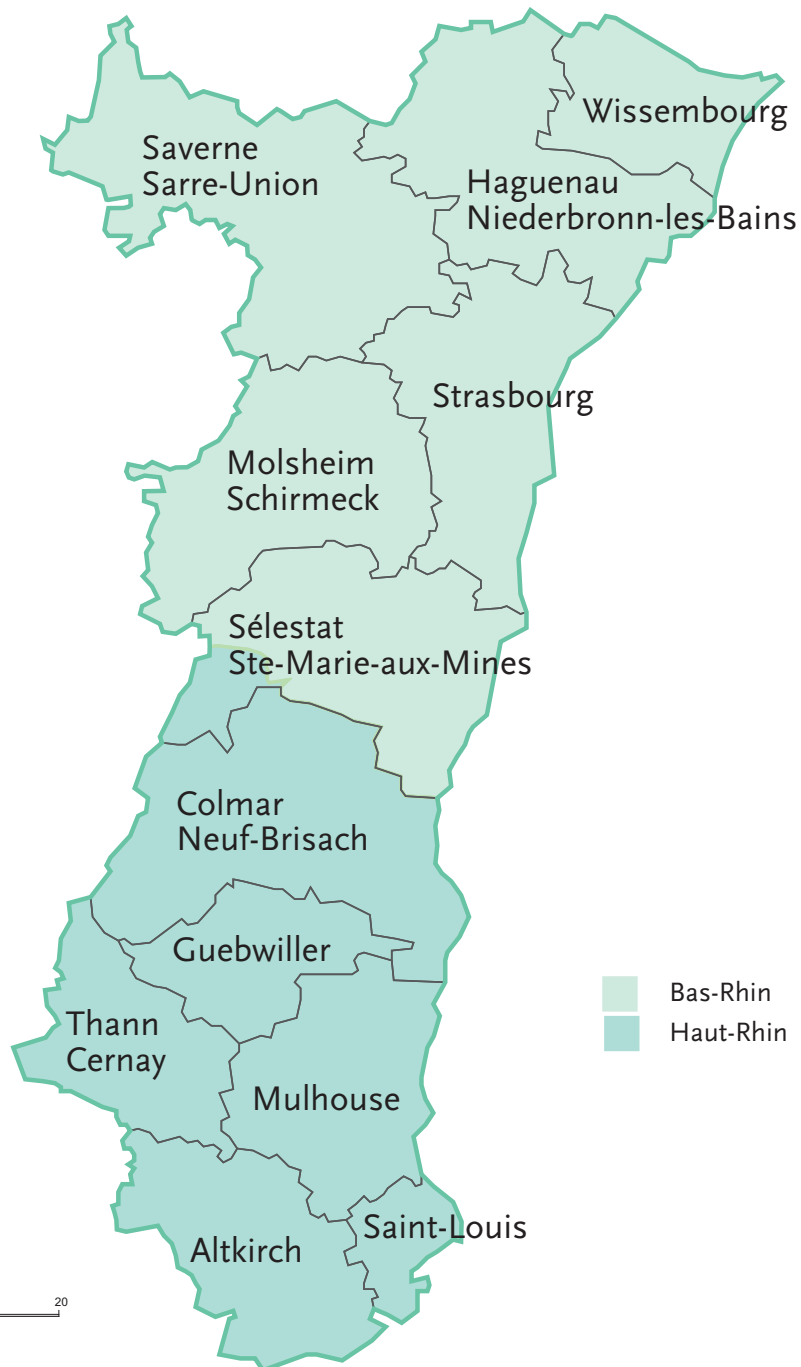 Wissembourg
Saverne
Sarre-Union
Haguenau
Niederbronn-les-Bains
Strasbourg
Molsheim
Schirmeck
Sélestat
Ste-Marie-aux-Mines
Colmar
Neuf-Brisach
Guebwiller
Bas-Rhin
Haut-Rhin
Thann
Cernay
Mulhouse
Saint-Louis
Altkirch
20